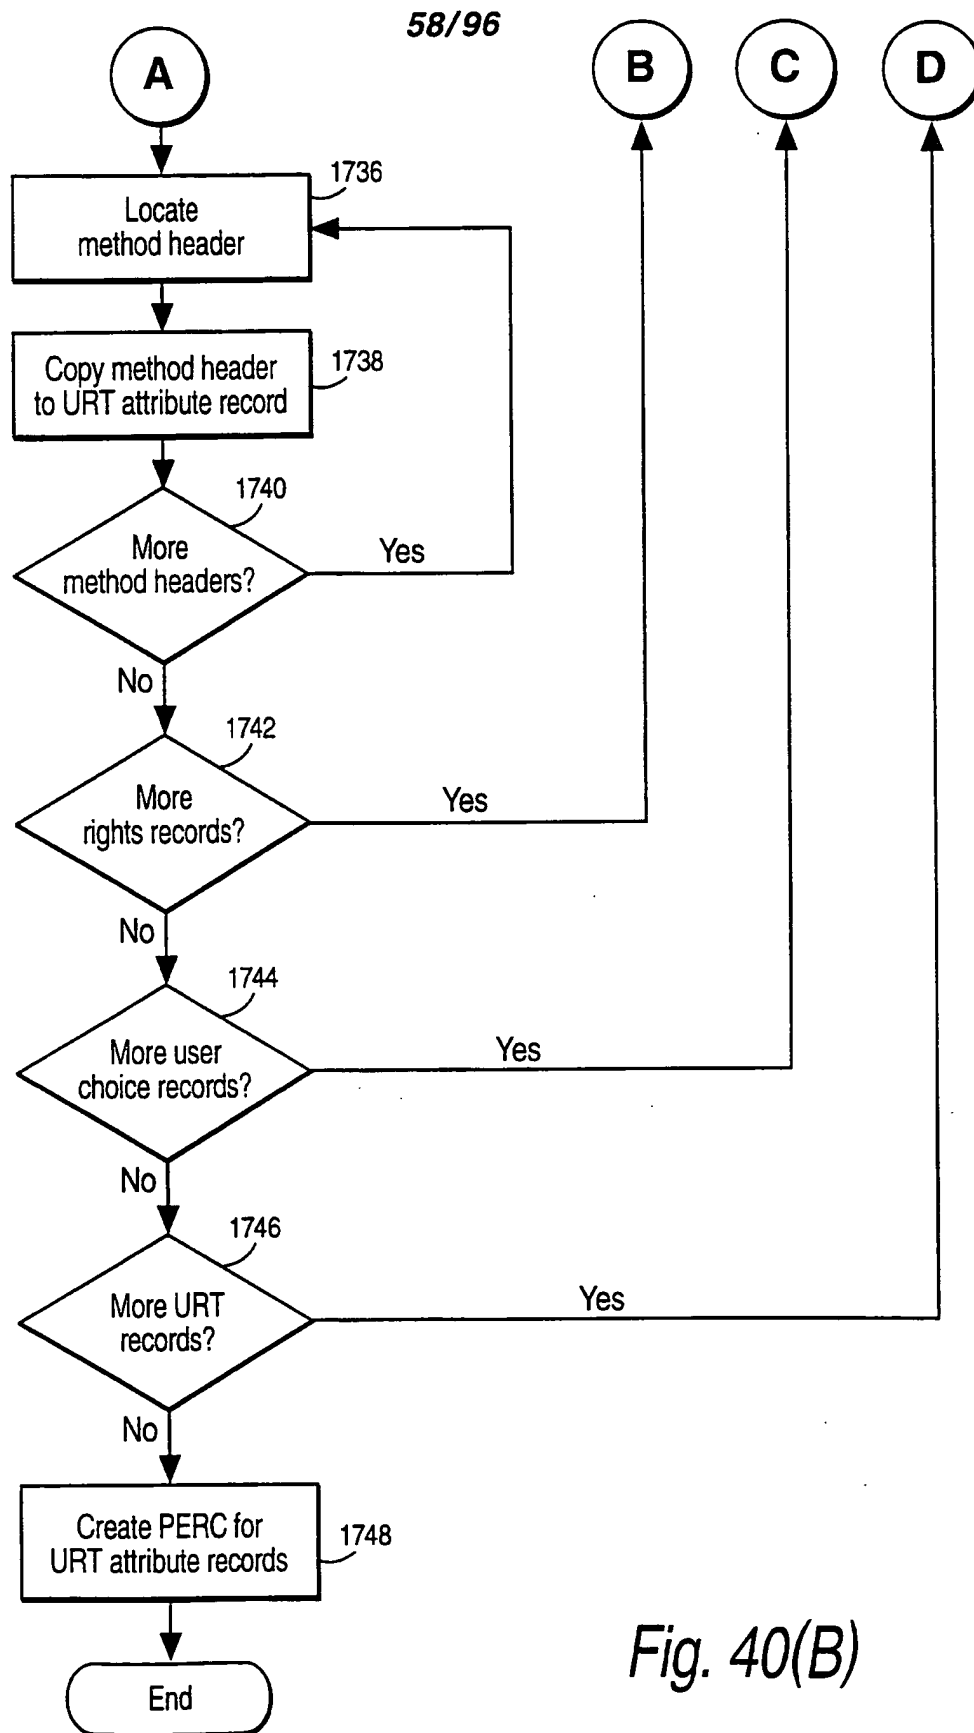 58/96
A
B
C
D
1736
Locate
method header
1738
Copy method header
to URT attribute record
1740
More
method headers?
Yes
No
1742
More
rights records?
Yes
No
1744
More user
choice records?
Yes
No
1746
More URT
records?
Yes
No
Create PERC for
URT attribute records
1748
End
Fig. 40(B)